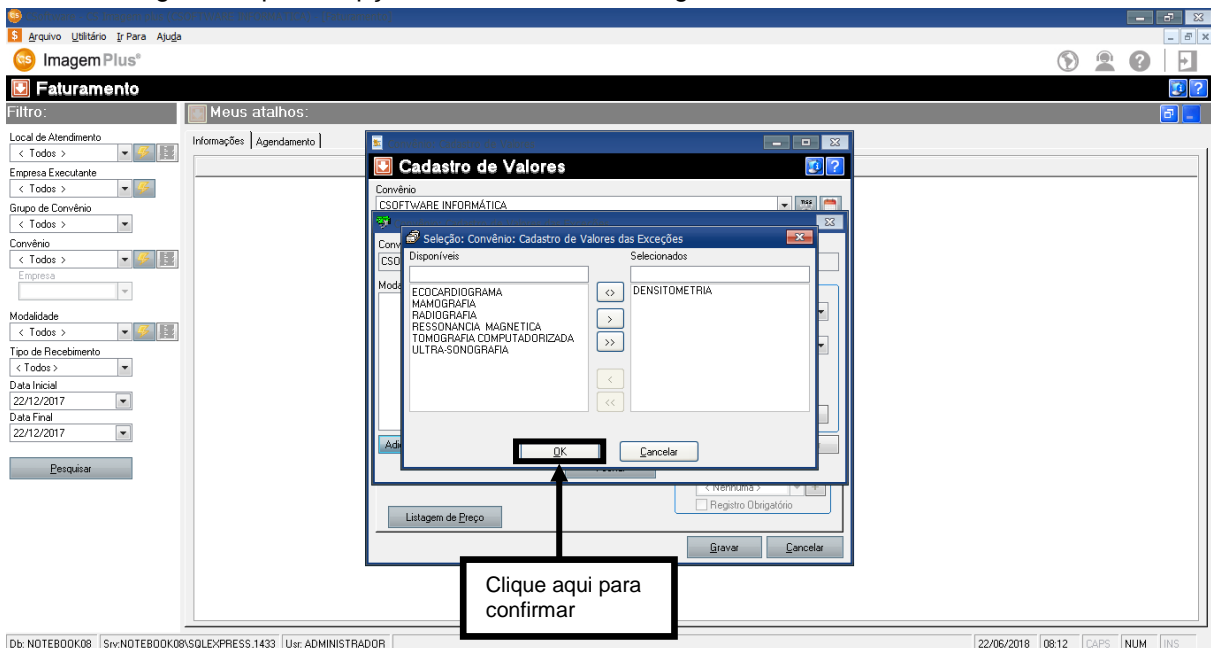 Arquivo Utilitário Ir Para Ajuda
ImagemPlus®
Faturamento
Filtro:
Meus atalhos:
Local de Atendimento
< Todos >
Empresa Executante
< Todos >
Grupo de Convênio
< Todos >
Convênio
< Todos >
Empresa
Modalidade
< Todos >
Tipo de Recebimento
< Todos >
Data Inicial
22/12/2017
Data Final
22/12/2017
Pesquisar
Informações Agendamento
Cadastro de Valores
Convênio
CSOFTWARE INFORMÁTICA
Seleção: Convênio: Cadastro de Valores das Exceções
Disponíveis
Selecionados
ECOCARDIOGRAMA
MAMOGRAFIA
RADIOGRAFIA
RESSONANCIA MAGNETICA
TOMOGRAFIA COMPUTADORIZADA
ULTRA-SONOGRAFIA
<>
>
>>
<
<<
DENSITOMETRIA
OK
Cancelar
< Nenhuma >
Registro Obrigatório
Listagem de Preço
Gravar
Cancelar
Clique aqui para
confirmar
Db: NOTEBOOK08 Srv:NOTEBOOK08\SQLEXPRESS,1433 Usr: ADMINISTRADOR 22/06/2018 08:12 CAPS NUM INS